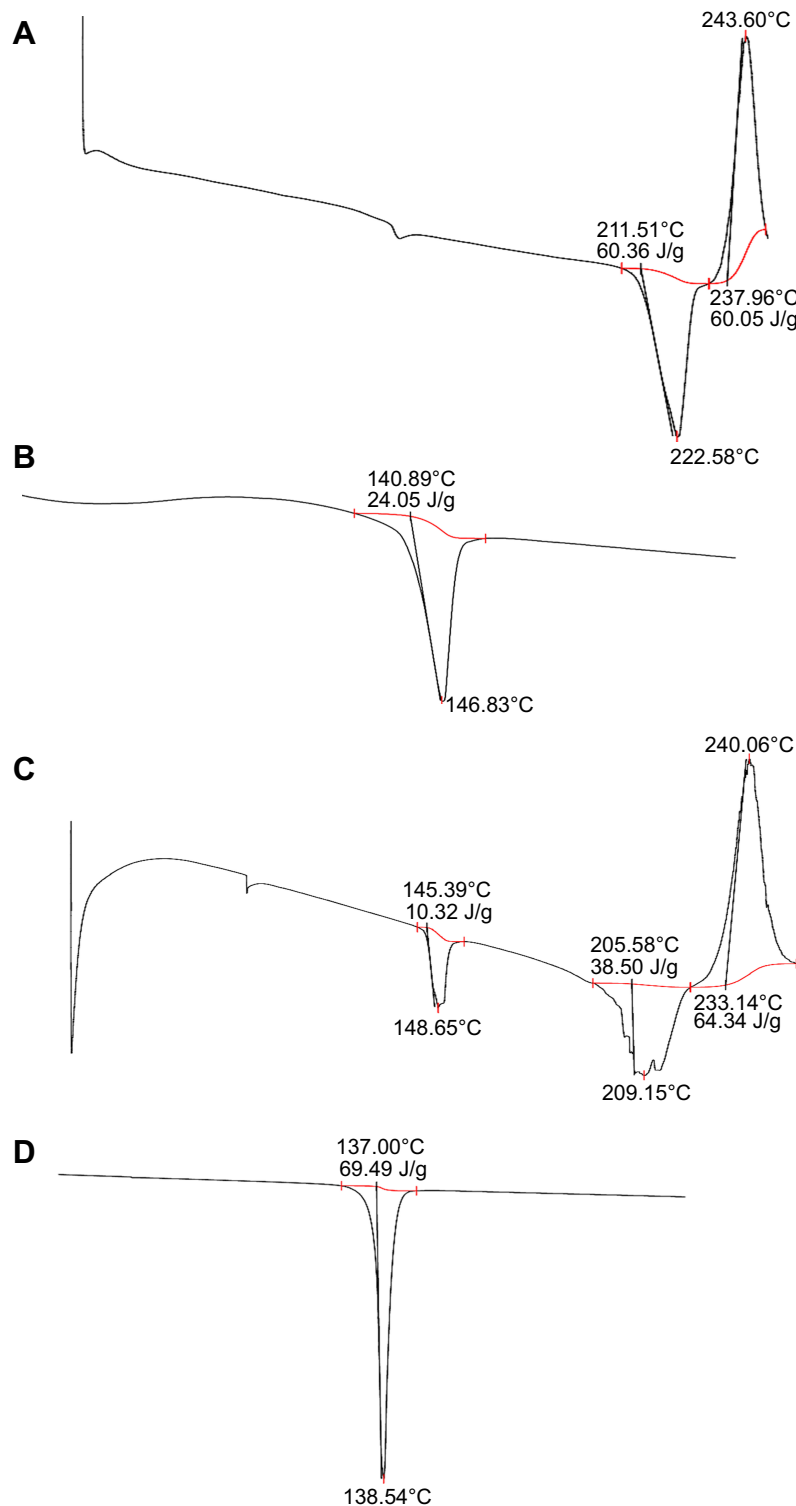 A
243.60°C
211.51°C
60.36 J/g
237.96°C
60.05 J/g
222.58°C
B
140.89°C
24.05 J/g
146.83°C
C
240.06°C
145.39°C
10.32 J/g
205.58°C
38.50 J/g
233.14°C
64.34 J/g
148.65°C
209.15°C
D
137.00°C
69.49 J/g
138.54°C